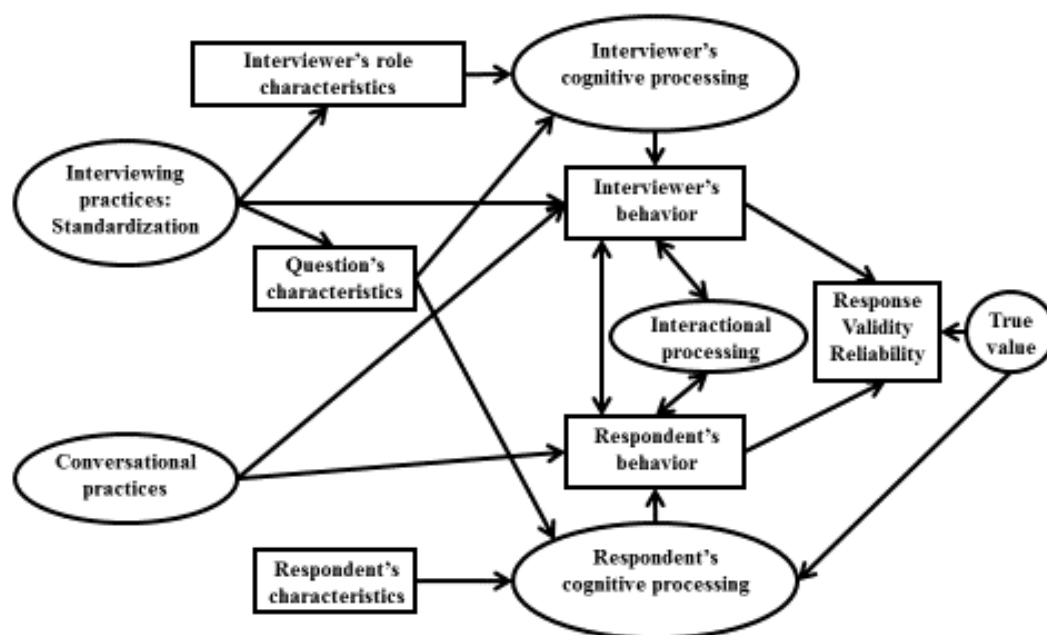 Interviewer's role
characteristics
Interviewer's
cognitive processing
Interviewing
practices:
Standardization
Interviewer's
behavior
Question's
characteristics
Interactional
processing
Response
Validity
Reliability
True
value
Conversational
practices
Respondent's
behavior
Respondent's
characteristics
Respondent's
cognitive processing